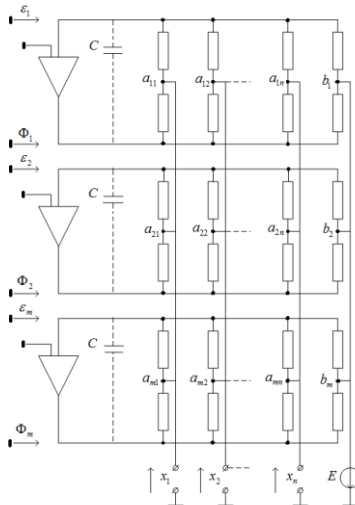 ε₁
C
a₁₁ a₁₂ a₁ₙ b₁
Φ₁
ε₂
C
a₂₁ a₂₂ a₂ₙ b₂
Φ₂
εₘ
C
aₘ₁ aₘ₂ aₘₙ bₘ
Φₘ
x₁ x₂ xₙ E